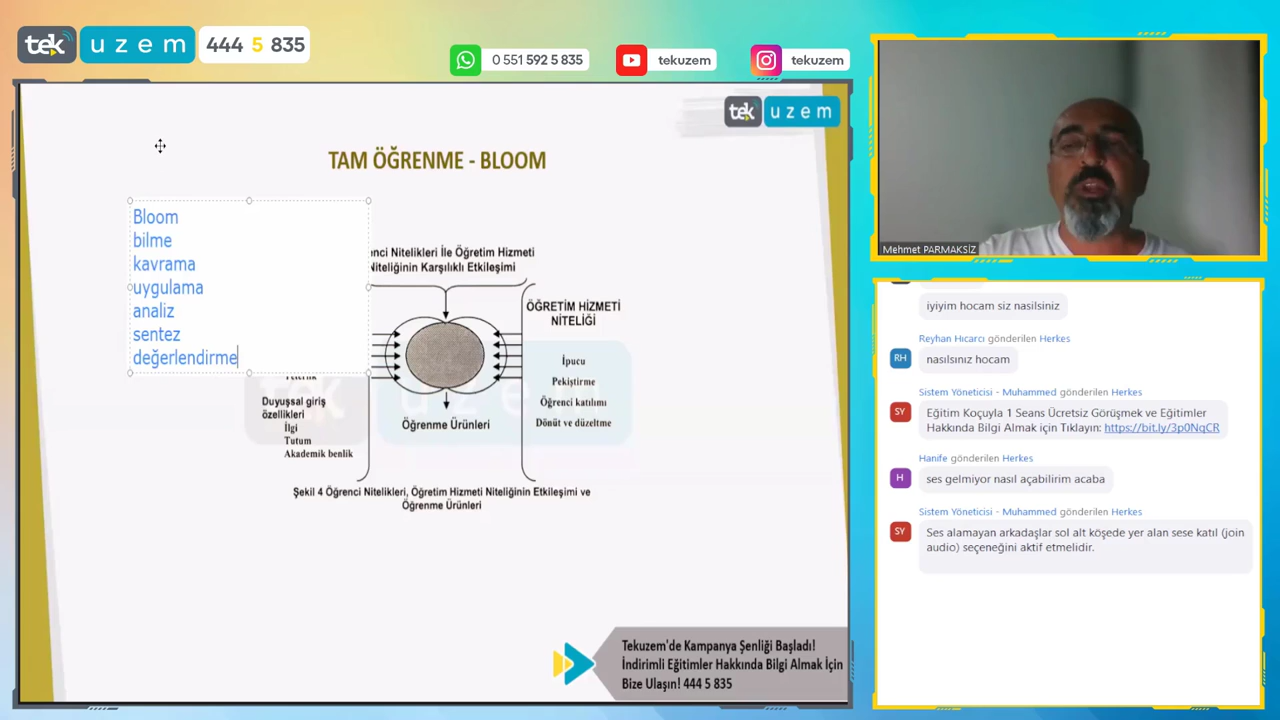 tek uzem 444 5 835
0 551 592 5 835
tekuzem
tekuzem
tek uzem
TAM ÖĞRENME - BLOOM
Bloom
bilme
kavrama
uygulama
analiz
sentez
değerlendirme
Nitelikleri İle Öğretim Hizmeti
Niteliğinin Karşılıklı Etkileşimi
ÖĞRETİM HİZMETİ
NİTELİĞİ
İpucu
Pekiştirme
Öğrenci katılımı
Dönüt ve düzeltme
Duyuşsal giriş
özellikleri
İlgi
Tutum
Akademik benlik
Öğrenme Ürünleri
Şekil 4 Öğrenci Nitelikleri, Öğretim Hizmeti Niteliğinin Etkileşimi ve
Öğrenme Ürünleri
Tekuzem'de Kampanya Şenliği Başladı!
İndirimli Eğitimler Hakkında Bilgi Almak İçin
Bize Ulaşın! 444 5 835
Mehmet PARMAKSİZ
iyiyim hocam siz nasilsiniz
Reyhan Hıcarcı gönderilen Herkes
RH
nasılsınız hocam
Sistem Yöneticisi - Muhammed gönderilen Herkes
SY
Eğitim Koçuyla 1 Seans Ücretsiz Görüşmek ve Eğitimler
Hakkında Bilgi Almak için Tıklayın: https://bit.ly/3p0NqCR
Hanife gönderilen Herkes
H
ses gelmiyor nasıl açabilirim acaba
Sistem Yöneticisi - Muhammed gönderilen Herkes
SY
Ses alamayan arkadaşlar sol alt köşede yer alan sese katıl (join
audio) seçeneğini aktif etmelidir.